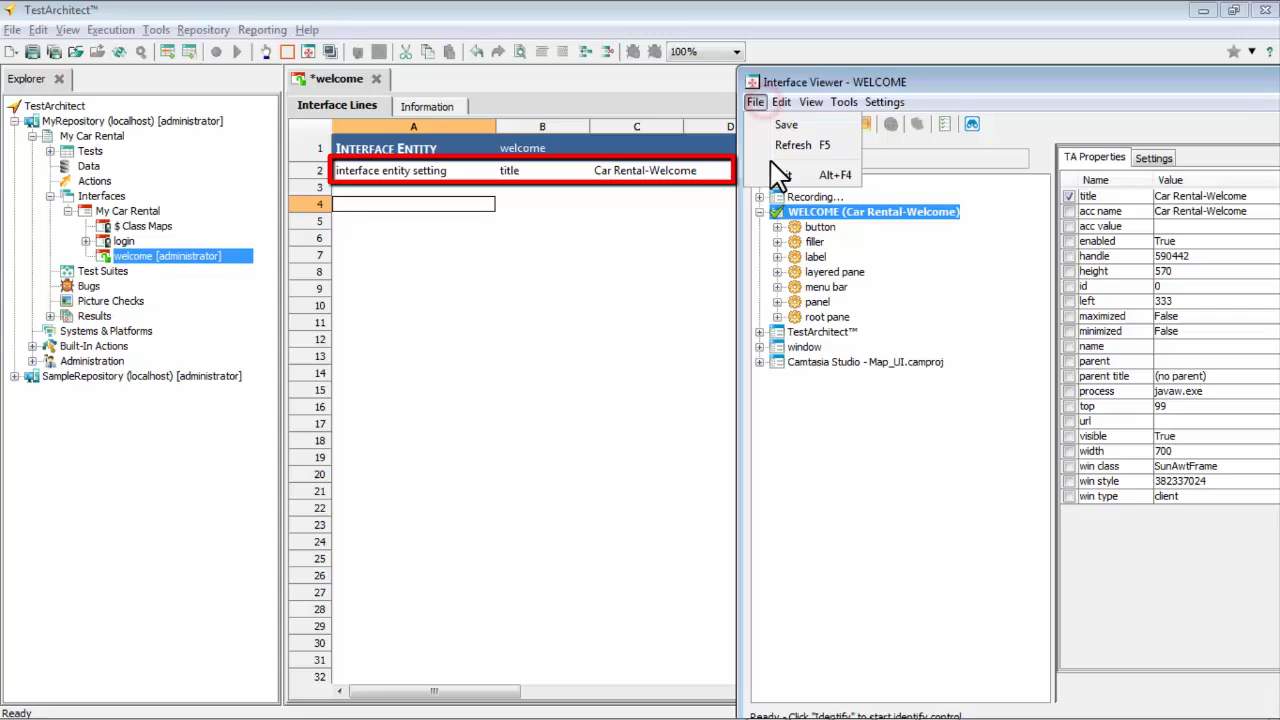 TestArchitect™
File Edit View Execution Tools Repository Reporting Help
100%
Explorer
TestArchitect
MyRepository (localhost) [administrator]
My Car Rental
Tests
Data
Actions
Interfaces
My Car Rental
$ Class Maps
login
welcome [administrator]
Test Suites
Bugs
Picture Checks
Results
Systems & Platforms
Built-In Actions
Administration
SampleRepository (localhost) [administrator]
*welcome
Interface Lines Information
A B C D
1 INTERFACE ENTITY welcome
2 interface entity setting title Car Rental-Welcome
3
4
5
6
7
8
9
10
11
12
13
14
15
16
17
18
19
20
21
22
23
24
25
26
27
28
29
30
31
32
Interface Viewer - WELCOME
File Edit View Tools Settings
Save
Refresh F5
Alt+F4
Recording...
WELCOME (Car Rental-Welcome)
button
filler
label
layered pane
menu bar
panel
root pane
TestArchitect™
window
Camtasia Studio - Map_UI.camproj
TA Properties Settings
Name Value
title Car Rental-Welcome
acc name Car Rental-Welcome
acc value
enabled True
handle 590442
height 570
id 0
left 333
maximized False
minimized False
name
parent
parent title (no parent)
process javaw.exe
top 99
url
visible True
width 700
win class SunAwtFrame
win style 382337024
win type client
Ready - Click "Identify" to start identify control
Ready